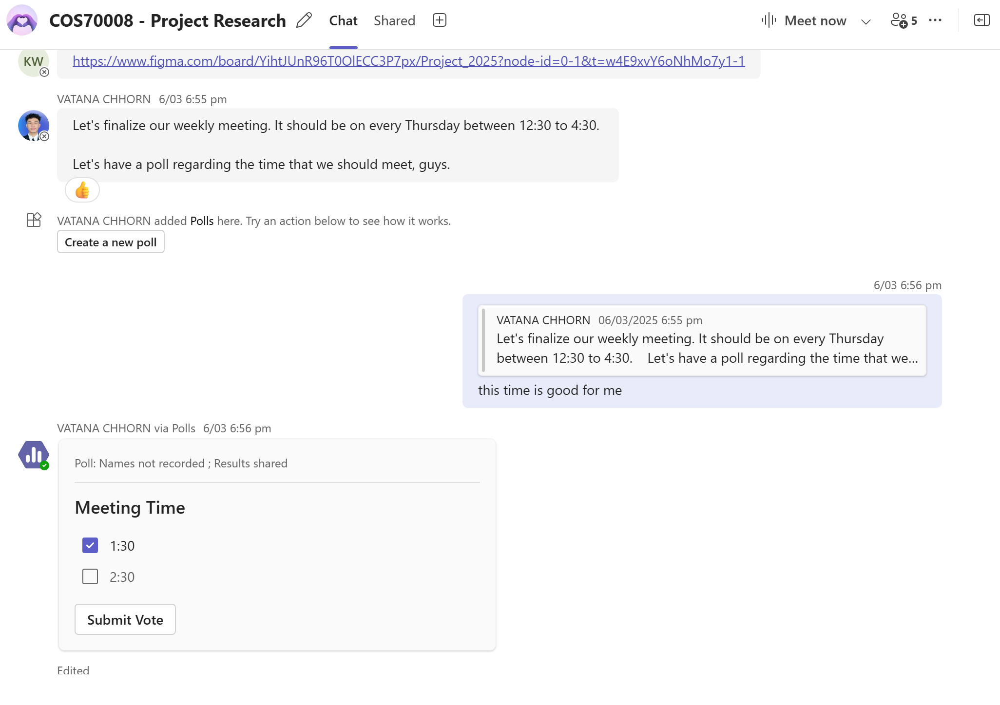 COS70008 - Project Research
Chat
Shared
Meet now
5
KW
https://www.figma.com/board/YihtJUnR96T0OlECC3P7px/Project_2025?node-id=0-1&t=w4E9xvY6oNhMo7y1-1
VATANA CHHORN 6/03 6:55 pm
Let's finalize our weekly meeting. It should be on every Thursday between 12:30 to 4:30.
Let's have a poll regarding the time that we should meet, guys.
VATANA CHHORN added Polls here. Try an action below to see how it works.
Create a new poll
6/03 6:56 pm
VATANA CHHORN 06/03/2025 6:55 pm
Let's finalize our weekly meeting. It should be on every Thursday
between 12:30 to 4:30. Let's have a poll regarding the time that we...
this time is good for me
VATANA CHHORN via Polls 6/03 6:56 pm
Poll: Names not recorded ; Results shared
Meeting Time
1:30
2:30
Submit Vote
Edited